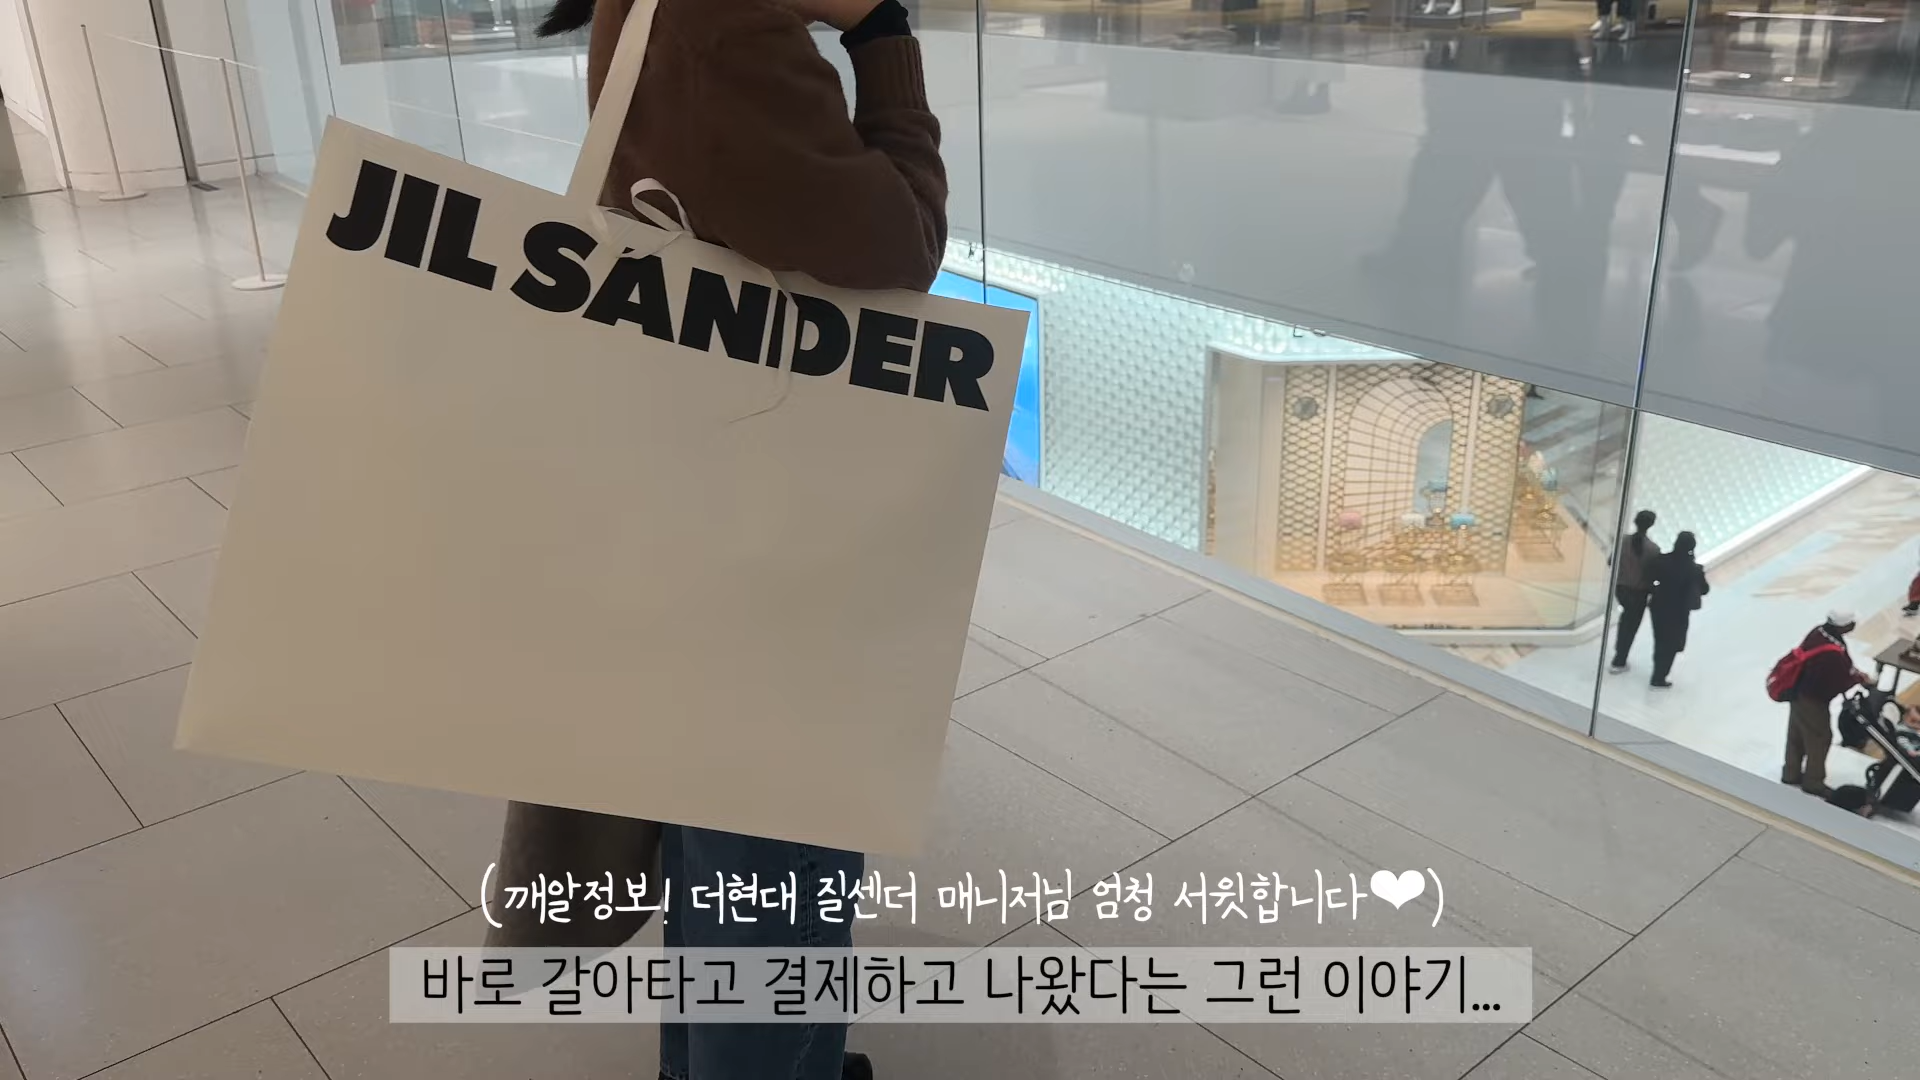 JIL SANDER
(깨알정보! 더현대 질센더 매니저님 엄청 서윗합니다❤)
바로 갈아타고 결제하고 나왔다는 그런 이야기...